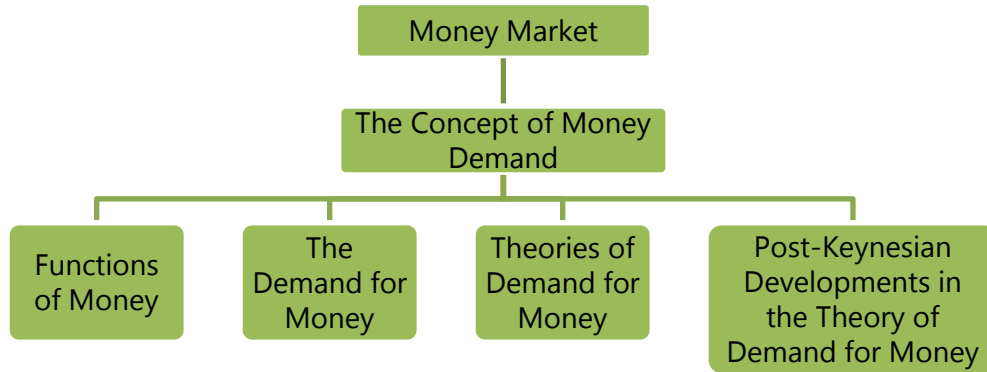 Money Market
The Concept of Money
Demand
Functions
of Money
The
Demand for
Money
Theories of
Demand for
Money
Post-Keynesian
Developments in
the Theory of
Demand for Money